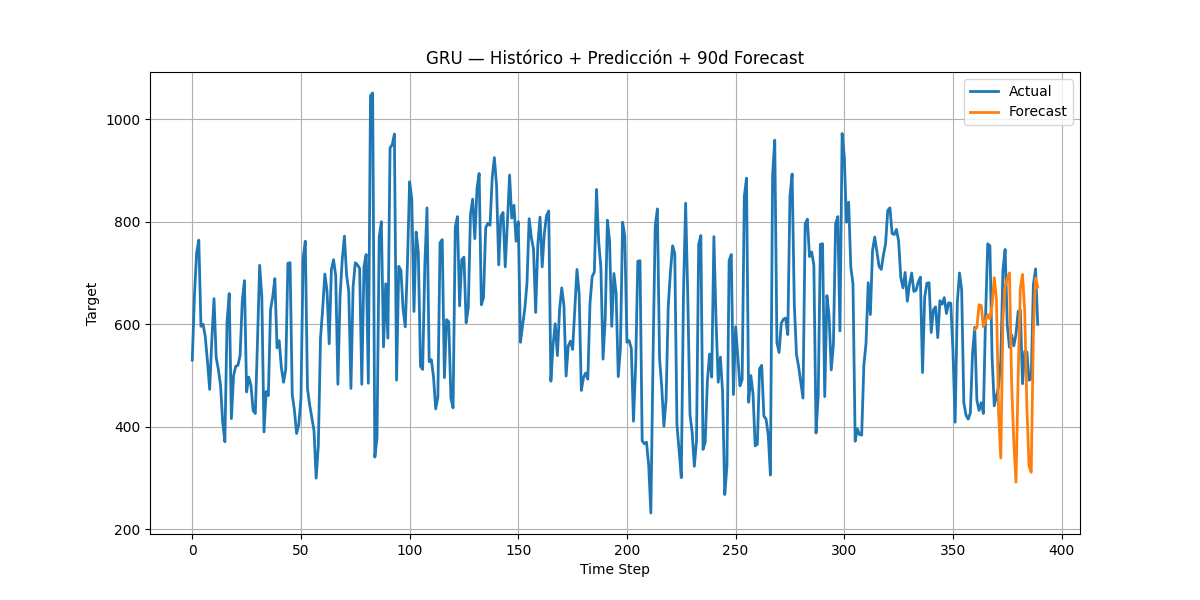 GRU — Histórico + Predicción + 90d Forecast
Actual
Forecast
Target
1000
800
600
400
200
0 50 100 150 200 250 300 350 400
Time Step